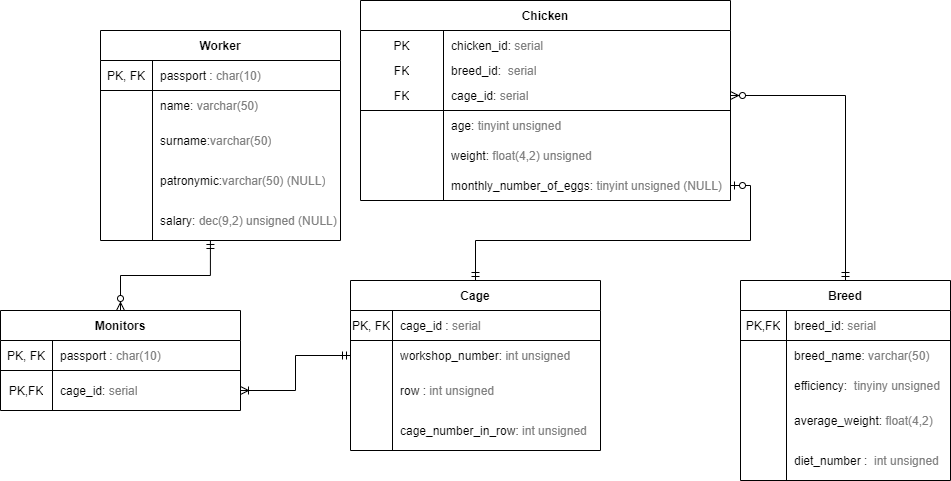 Worker
PK, FK passport : char(10)
name: varchar(50)
surname:varchar(50)
patronymic:varchar(50) (NULL)
salary: dec(9,2) unsigned (NULL)
Chicken
PK chicken_id: serial
FK breed_id: serial
FK cage_id: serial
age: tinyint unsigned
weight: float(4,2) unsigned
monthly_number_of_eggs: tinyint unsigned (NULL)
Monitors
PK, FK passport : char(10)
PK,FK cage_id: serial
Cage
PK, FK cage_id : serial
workshop_number: int unsigned
row : int unsigned
cage_number_in_row: int unsigned
Breed
PK,FK breed_id: serial
breed_name: varchar(50)
efficiency: tinyiny unsigned
average_weight: float(4,2)
diet_number : int unsigned